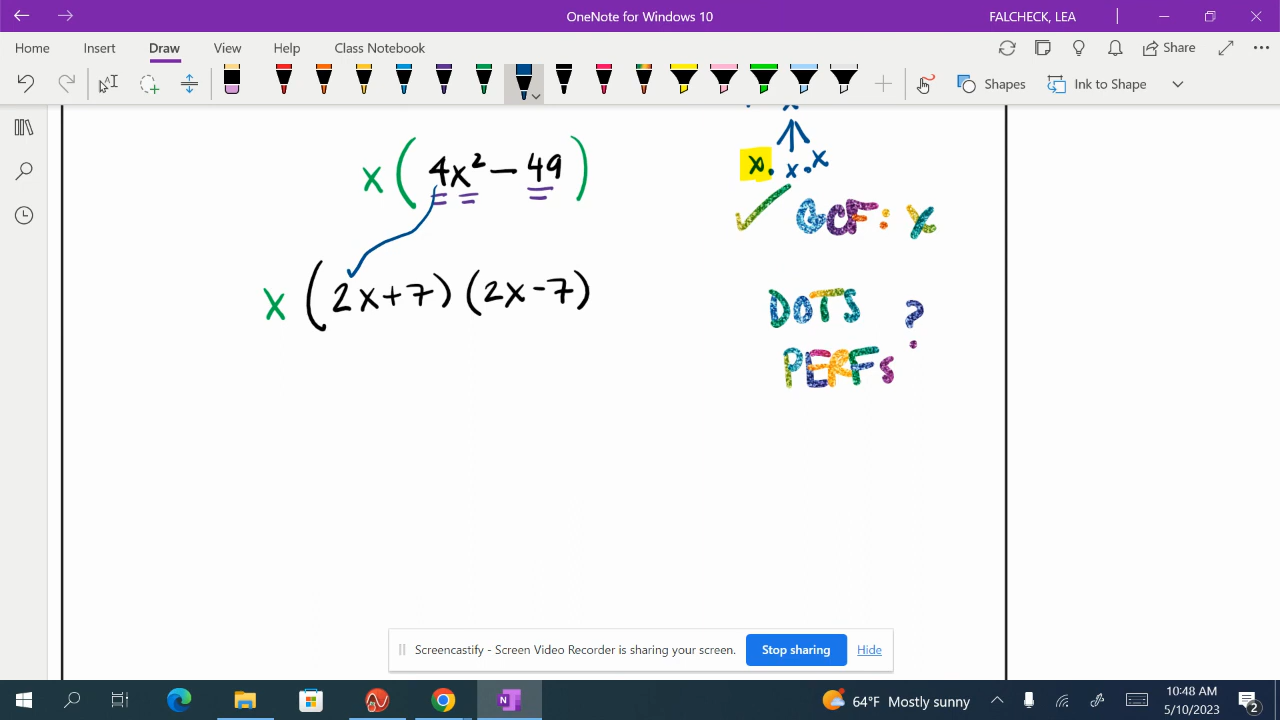 OneNote for Windows 10
FALCHECK, LEA
Home Insert Draw View Help Class Notebook Share
Shapes Ink to Shape
x (4x² – 49)
x. x. x
GCF: x
x (2x+7) (2x-7)
DOTS ?
PERFS
Screencastify - Screen Video Recorder is sharing your screen. Stop sharing Hide
64°F Mostly sunny
10:48 AM
5/10/2023
2